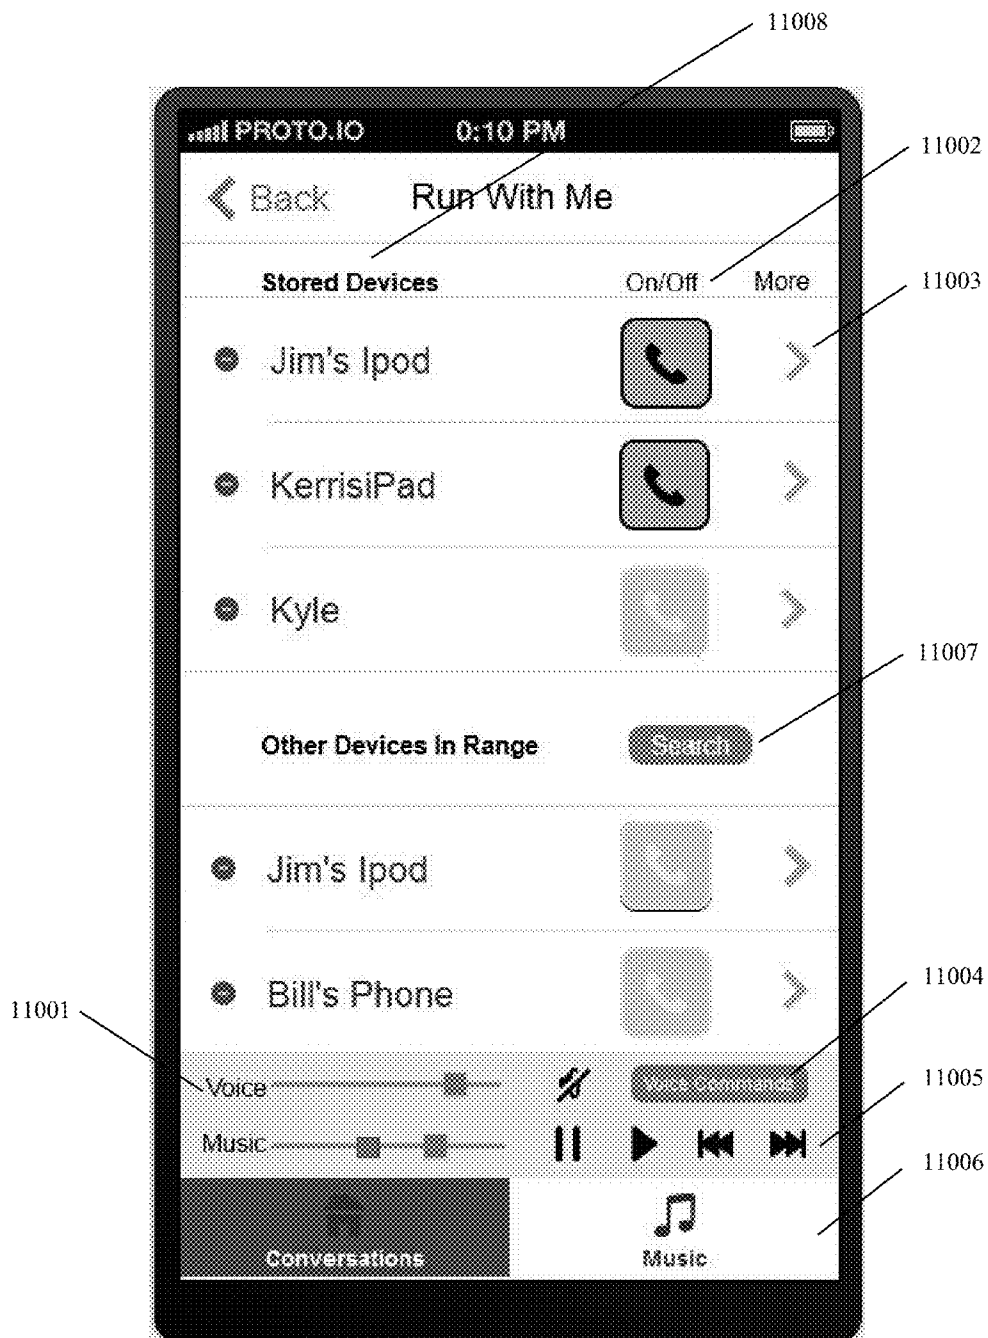 11008
PROTO.IO 0:10 PM
11002
Back Run With Me
11003
Stored Devices On/Off More
Jim's Ipod
KerrisiPad
Kyle
11007
Other Devices In Range Search
Jim's Ipod
Bill's Phone
11004
11001
Voice Voice Commands
11005
Music
11006
Conversations Music